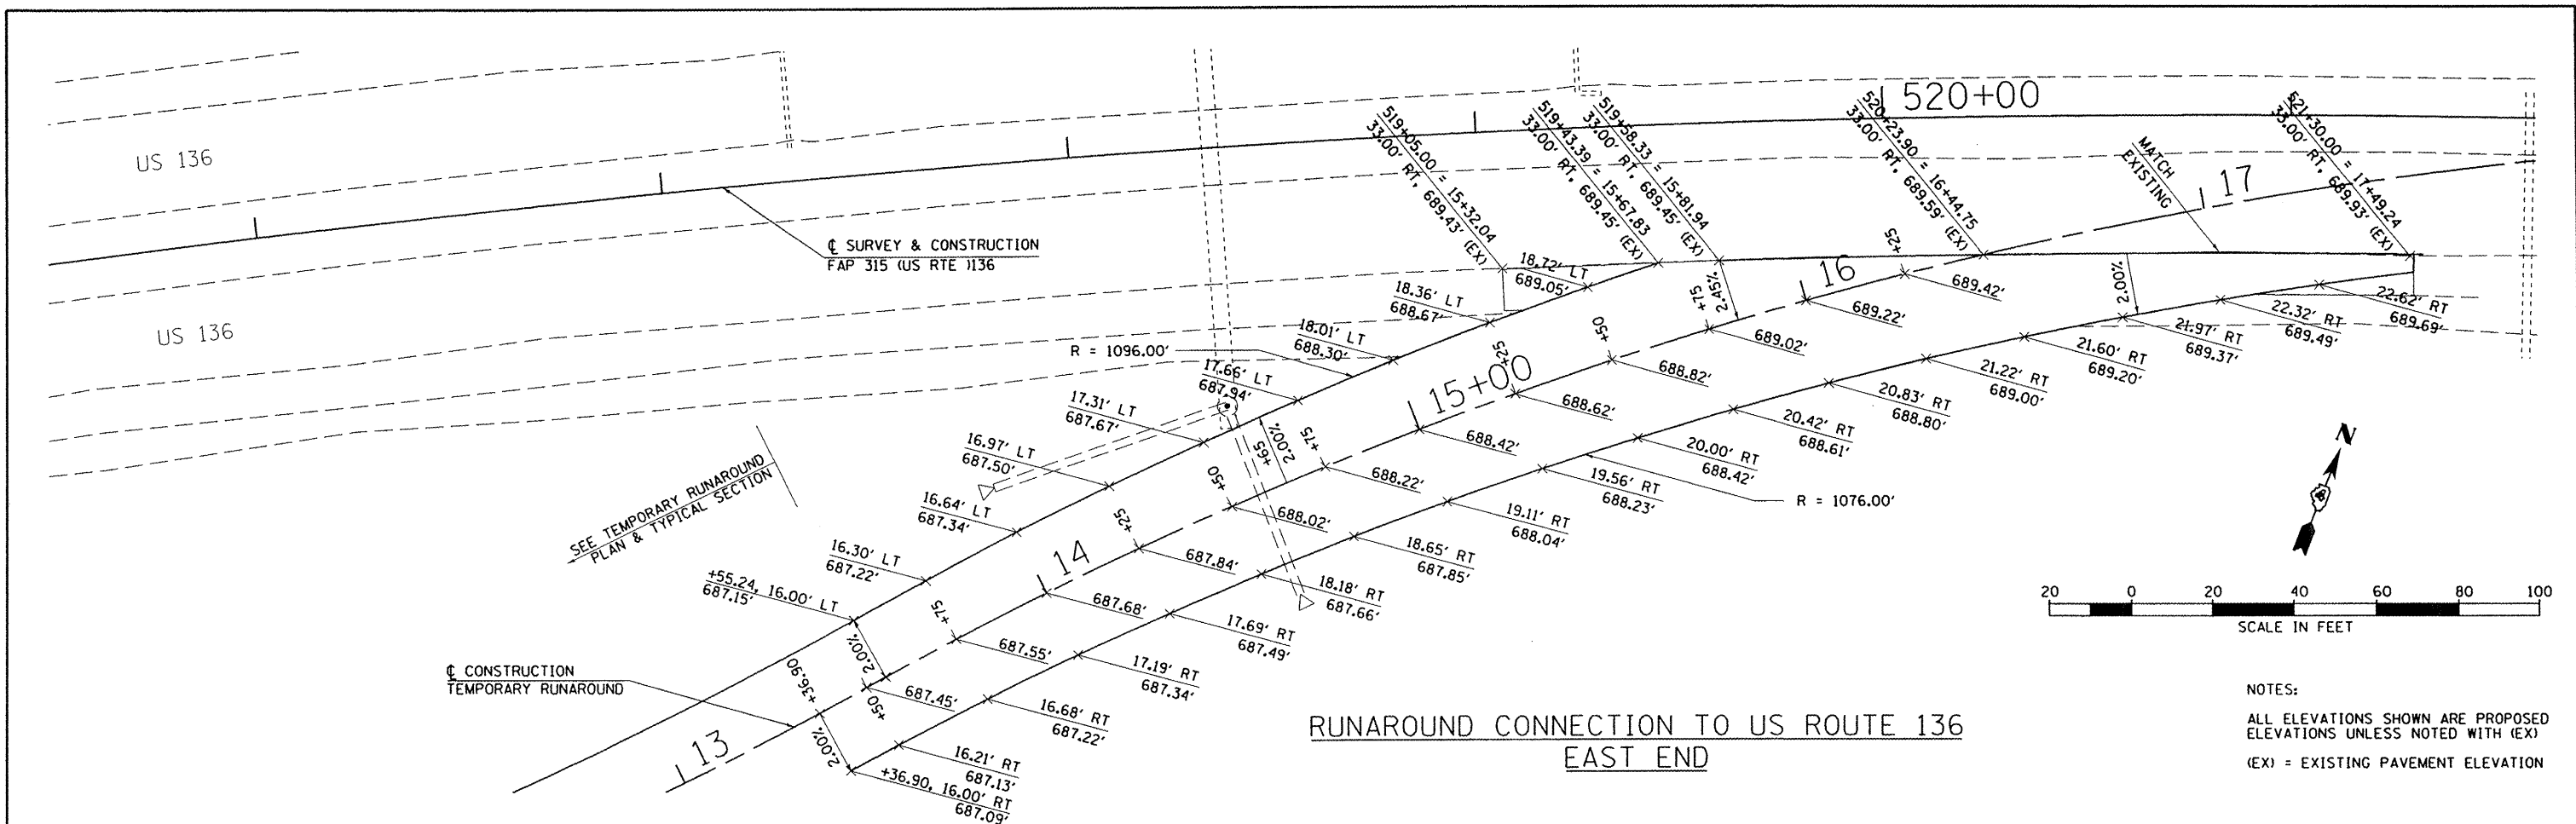 US 136
US 136
℄ SURVEY & CONSTRUCTION
FAP 315 (US RTE )136
519+05.00 = 15+32.04
33.00' RT, 689.43' (EX)
519+43.39 = 15+67.83
33.00' RT, 689.45' (EX)
519+58.33 = 15+81.94
33.00' RT, 689.45' (EX)
520+00
520+23.90 = 16+44.75
33.00' RT, 689.59' (EX)
MATCH
EXISTING
521+30.00 = 17+49.24
33.00' RT, 689.93' (EX)
17
16
15+00
14
13
18.72' LT
689.05'
18.36' LT
688.67'
18.01' LT
688.30'
R = 1096.00'
17.66' LT
687.94'
17.31' LT
687.67'
16.97' LT
687.50'
16.64' LT
687.34'
16.30' LT
687.22'
+55.24, 16.00' LT
687.15'
SEE TEMPORARY RUNAROUND
PLAN & TYPICAL SECTION
℄ CONSTRUCTION
TEMPORARY RUNAROUND
+36.90
2.00%
2.00%
+50
+75
+25
+50
+65
2.00%
+75
+25
+50
+75
2.45%
+25
2.00%
687.45'
687.55'
687.68'
687.84'
688.02'
688.22'
688.42'
688.62'
688.82'
689.02'
689.22'
689.42'
+36.90, 16.00' RT
687.09'
16.21' RT
687.13'
16.68' RT
687.22'
17.19' RT
687.34'
17.69' RT
687.49'
18.18' RT
687.66'
18.65' RT
687.85'
19.11' RT
688.04'
19.56' RT
688.23'
R = 1076.00'
20.00' RT
688.42'
20.42' RT
688.61'
20.83' RT
688.80'
21.22' RT
689.00'
21.60' RT
689.20'
21.97' RT
689.37'
22.32' RT
689.49'
22.62' RT
689.69'
N
20 0 20 40 60 80 100
SCALE IN FEET
RUNAROUND CONNECTION TO US ROUTE 136
EAST END
NOTES:
ALL ELEVATIONS SHOWN ARE PROPOSED
ELEVATIONS UNLESS NOTED WITH (EX)
(EX) = EXISTING PAVEMENT ELEVATION